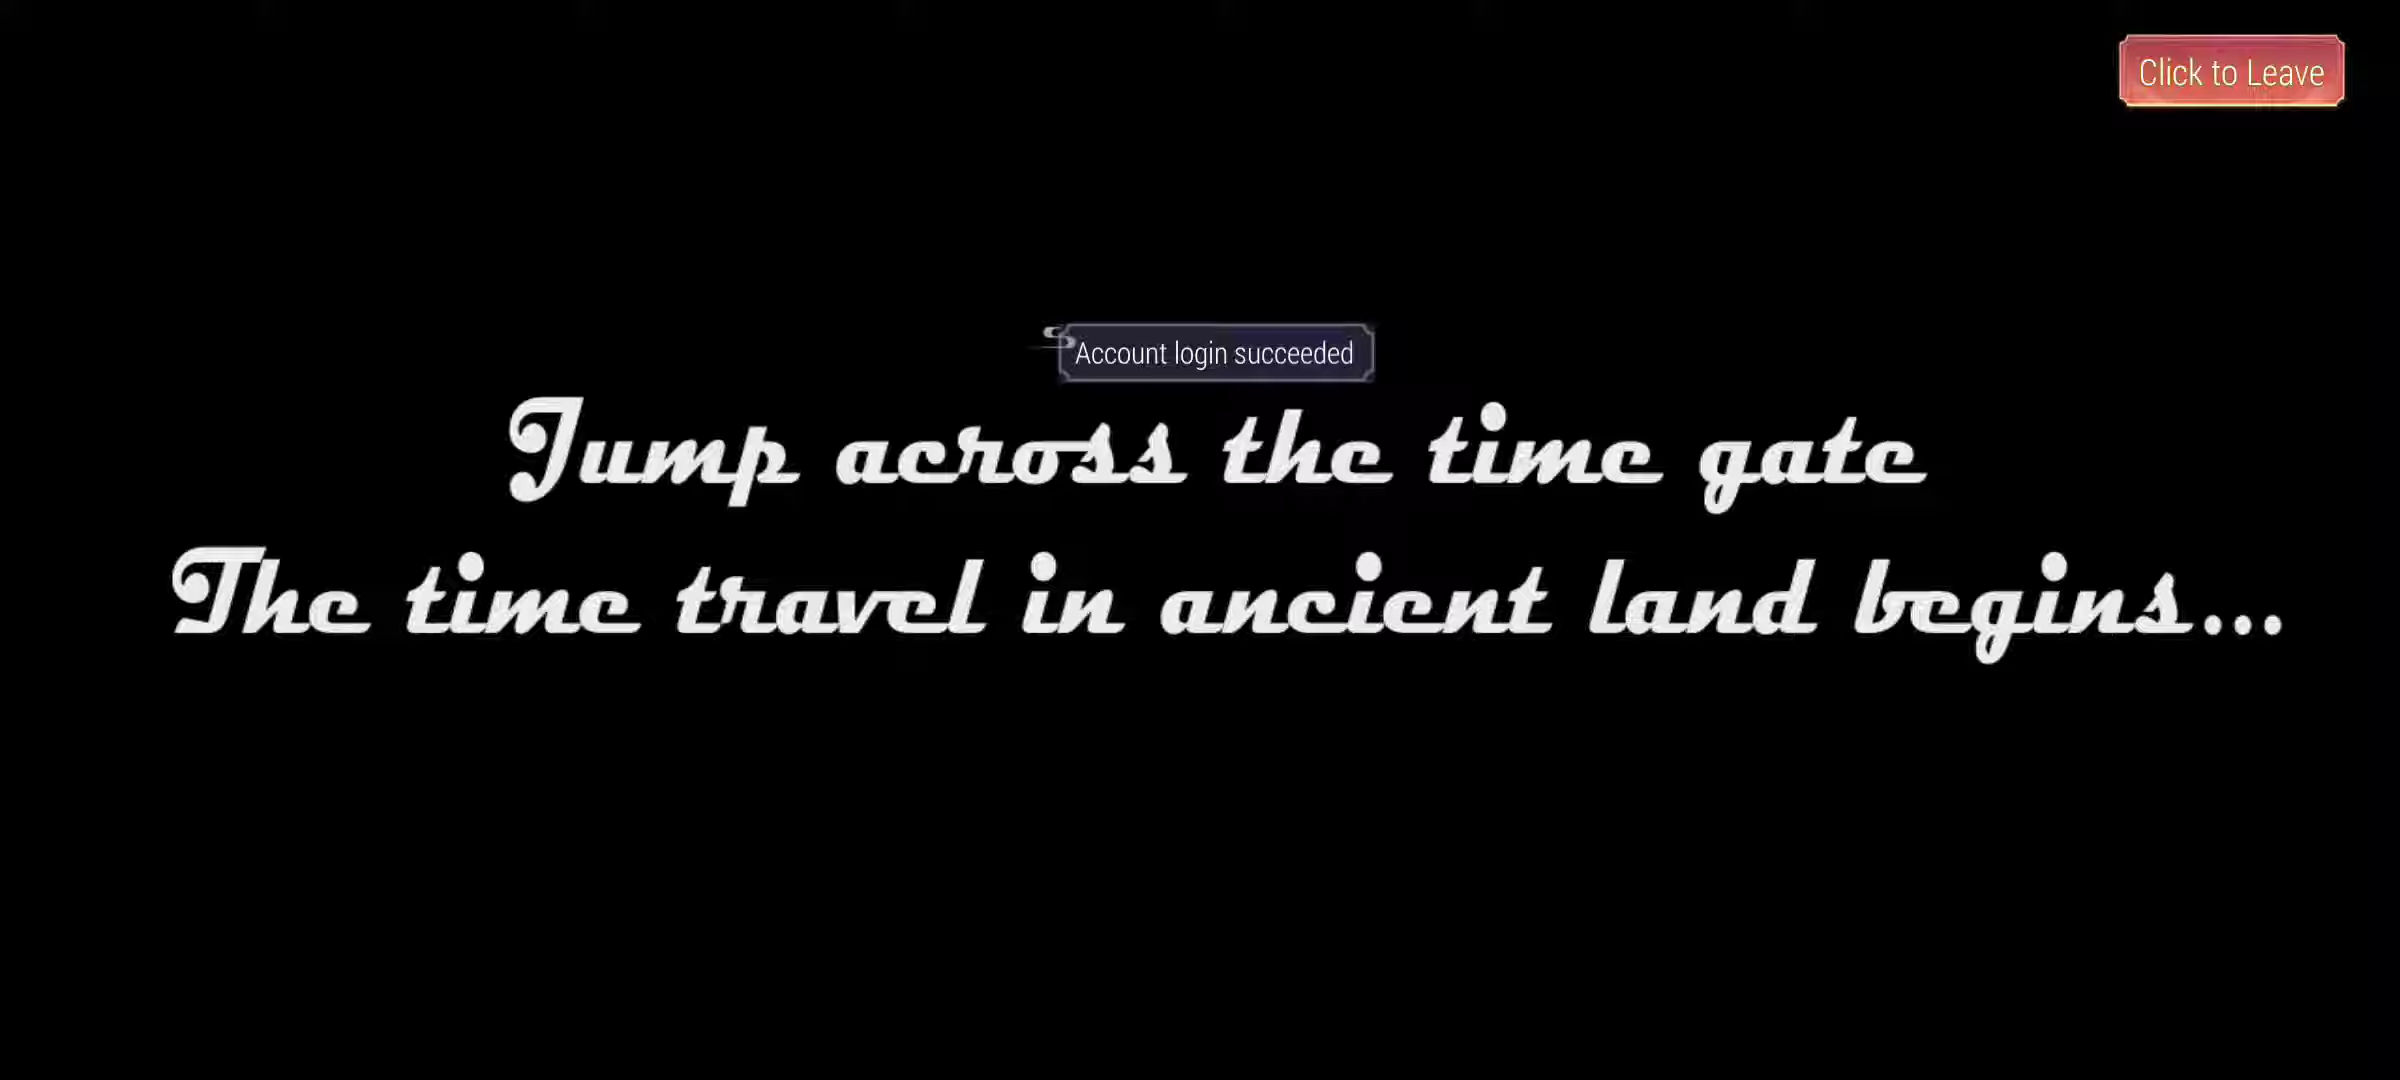 Click to Leave
Account login succeeded
Jump across the time gate
The time travel in ancient land begins...